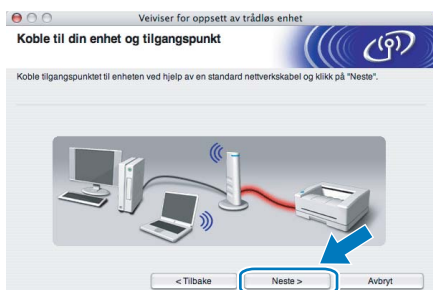 Veiviser for oppsett av trådløs enhet
Koble til din enhet og tilgangspunkt
Koble tilgangspunktet til enheten ved hjelp av en standard nettverkskabel og klikk på "Neste".
< Tilbake
Neste >
Avbryt